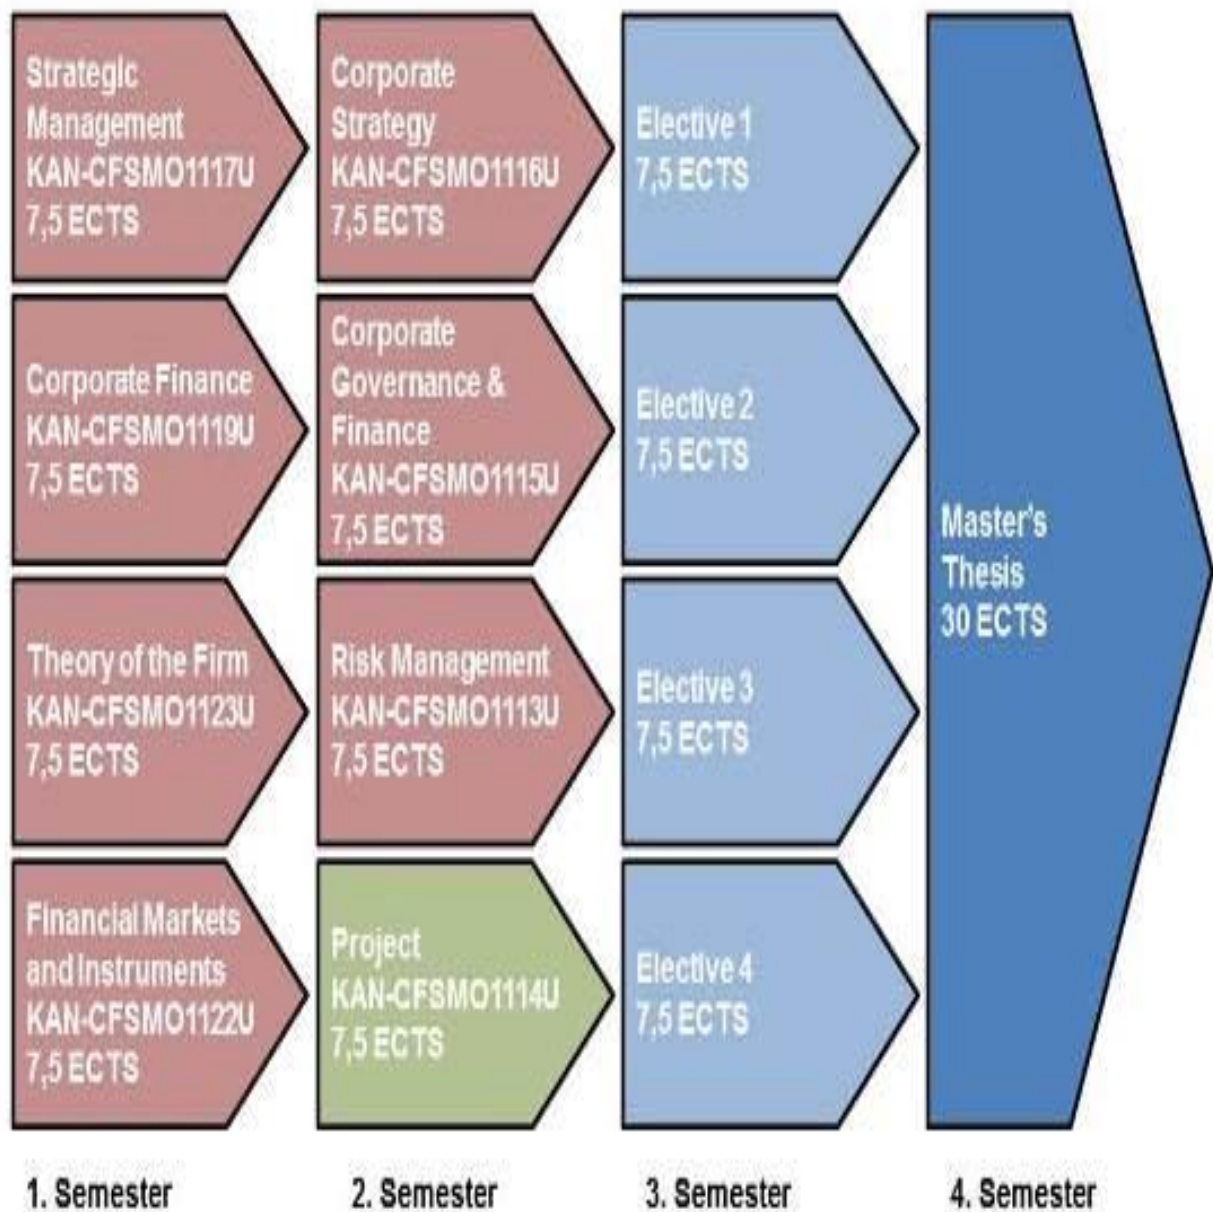 Strategic
Management
KAN-CFSMO1117U
7,5 ECTS
Corporate Finance
KAN-CFSMO1119U
7,5 ECTS
Theory of the Firm
KAN-CFSMO1123U
7,5 ECTS
Financial Markets
and Instruments
KAN-CFSMO1122U
7,5 ECTS
1. Semester
Corporate
Strategy
KAN-CFSMO1116U
7,5 ECTS
Corporate
Governance &
Finance
KAN-CFSMO1115U
7,5 ECTS
Risk Management
KAN-CFSMO1113U
7,5 ECTS
Project
KAN-CFSMO1114U
7,5 ECTS
2. Semester
Elective 1
7,5 ECTS
Elective 2
7,5 ECTS
Elective 3
7,5 ECTS
Elective 4
7,5 ECTS
3. Semester
Master's
Thesis
30 ECTS
4. Semester